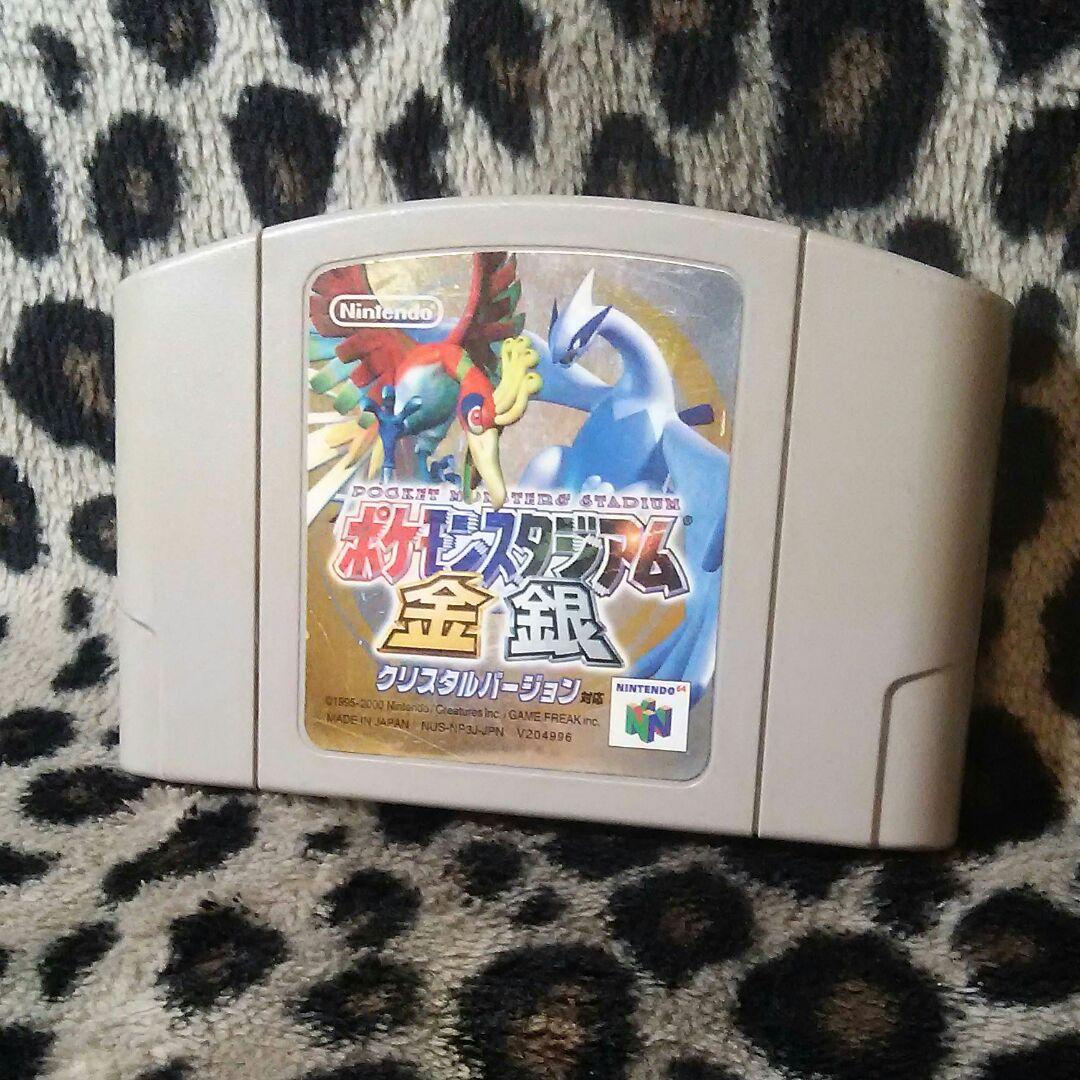 Nintendo
POCKET MONSTERS STADIUM
ポケモンスタジアム®
金 銀
クリスタルバージョン対応
©1995-2000 Nintendo/Creatures inc./GAME FREAK inc.
MADE IN JAPAN NUS-NP3J-JPN V204996
NINTENDO 64